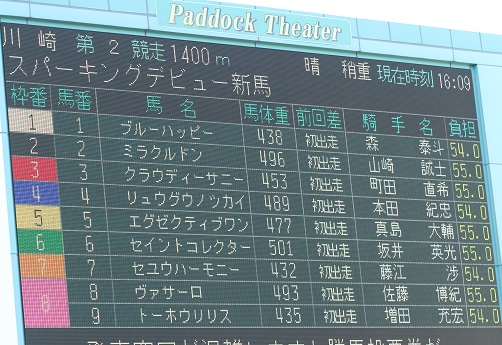 Paddock Theater
川崎 第 2 競走 1400m 晴 稍重 現在時刻 16:09
スパーキングデビュー新馬
枠番 馬番 馬名 馬体重 前回差 騎手名 負担
1 1 ブルーハッピー 438 初出走 森 泰斗 54.0
2 2 ミラクルドン 496 初出走 山崎 誠士 55.0
3 3 クラウディーサニー 453 初出走 町田 直希 55.0
4 4 リュウグウノツカイ 489 初出走 本田 紀忠 54.0
5 5 エグゼクティブワン 477 初出走 真島 大輔 55.0
6 6 セイントコレクター 501 初出走 坂井 英光 55.0
7 7 セユウハーモニー 432 初出走 藤江 渉 54.0
8 8 ヴァサーロ 493 初出走 佐藤 博紀 55.0
9 トーホウリリス 435 初出走 増田 充宏 54.0